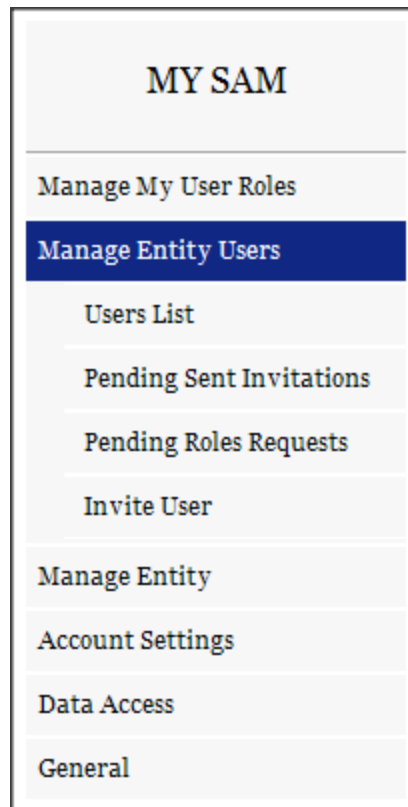 MY SAM
Manage My User Roles
Manage Entity Users
Users List
Pending Sent Invitations
Pending Roles Requests
Invite User
Manage Entity
Account Settings
Data Access
General